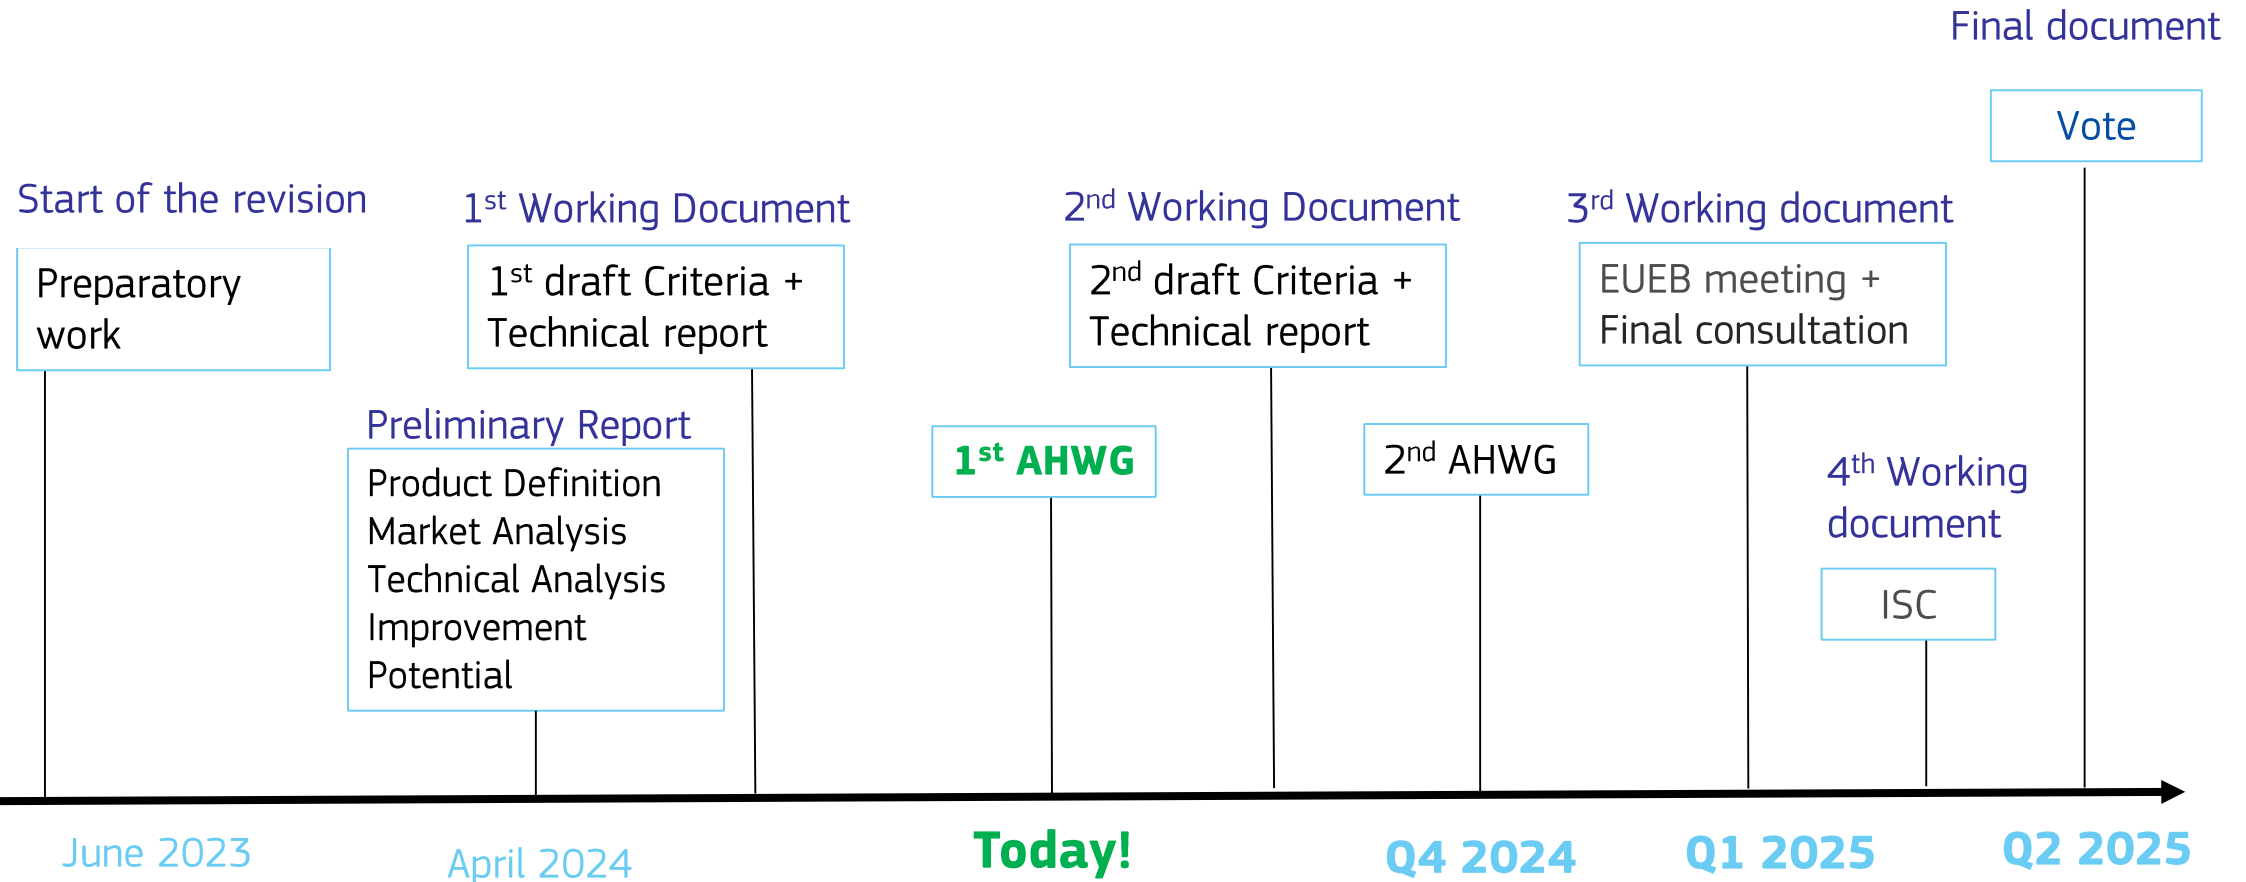 Final document
Vote
Start of the revision
Preparatory
work
1st Working Document
1st draft Criteria +
Technical report
Preliminary Report
Product Definition
Market Analysis
Technical Analysis
Improvement
Potential
1st AHWG
2nd Working Document
2nd draft Criteria +
Technical report
2nd AHWG
3rd Working document
EUEB meeting +
Final consultation
4th Working
document
ISC
June 2023
April 2024
Today!
Q4 2024
Q1 2025
Q2 2025